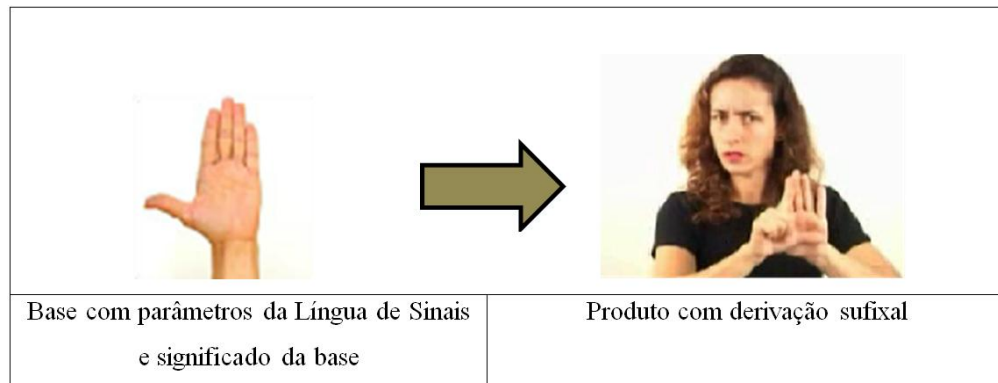 Base com parâmetros da Língua de Sinais
e significado da base
Produto com derivação sufixal